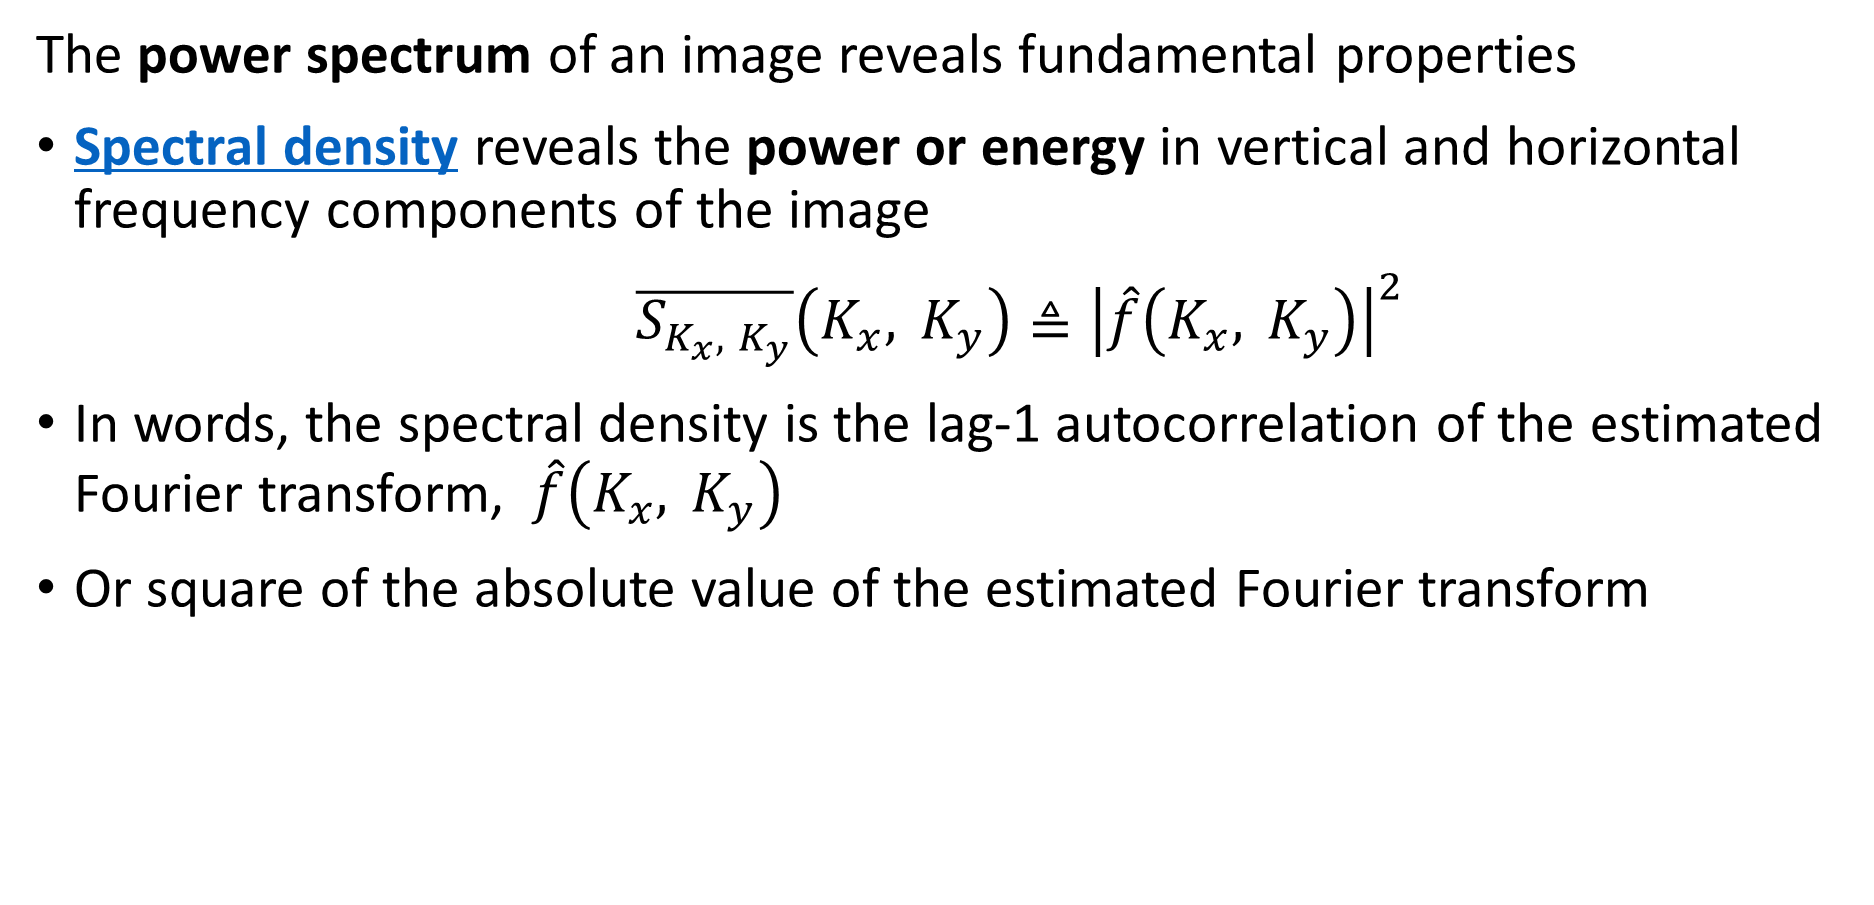 The power spectrum of an image reveals fundamental properties
• Spectral density reveals the power or energy in vertical and horizontal
frequency components of the image
$\overline{S_{K_x,\ K_y}}(K_x,\ K_y) \triangleq |\hat{f}(K_x,\ K_y)|^2$
• In words, the spectral density is the lag-1 autocorrelation of the estimated
Fourier transform, $\hat{f}(K_x,\ K_y)$
• Or square of the absolute value of the estimated Fourier transform